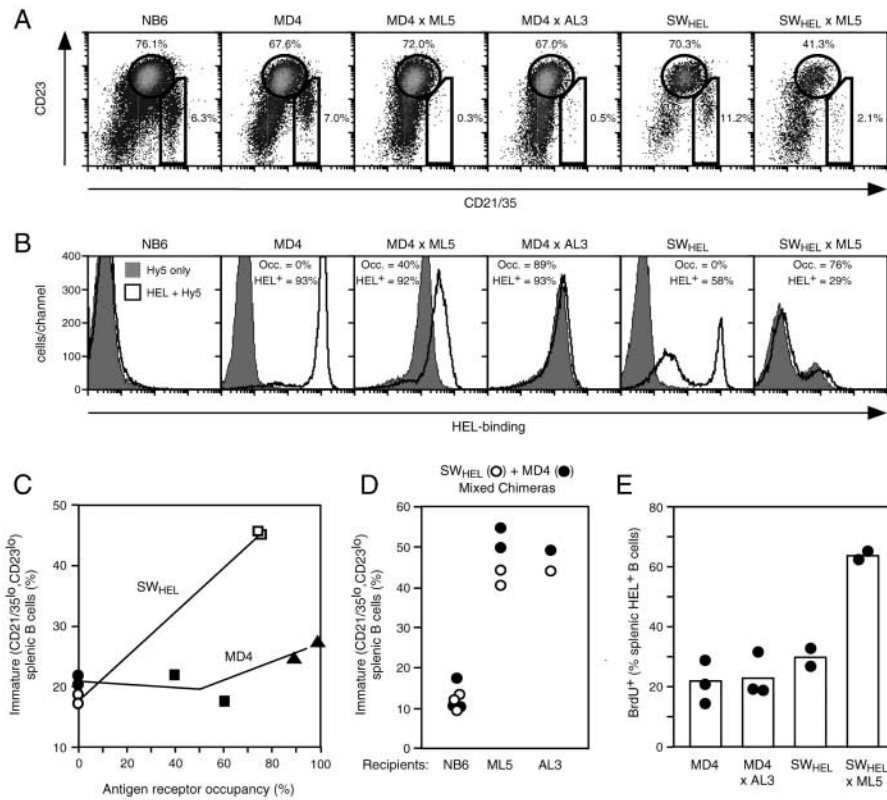 A
NB6 MD4 MD4 x ML5 MD4 x AL3 SWHEL SWHEL x ML5
76.1% 67.6% 72.0% 67.0% 70.3% 41.3%
CD23
6.3% 7.0% 0.3% 0.5% 11.2% 2.1%
CD21/35
B
NB6 MD4 MD4 x ML5 MD4 x AL3 SWHEL SWHEL x ML5
Hy5 only
HEL + Hy5
Occ. = 0%
HEL+ = 93%
Occ. = 40%
HEL+ = 92%
Occ. = 89%
HEL+ = 93%
Occ. = 0%
HEL+ = 58%
Occ. = 76%
HEL+ = 29%
cells/channel
400
300
200
100
0
HEL-binding
C
Immature (CD21/35lo,CD23lo)
splenic B cells (%)
50
40
30
20
10
SWHEL
MD4
0 20 40 60 80 100
Antigen receptor occupancy (%)
D
SWHEL (○) + MD4 (●)
Mixed Chimeras
Immature (CD21/35lo,CD23lo)
splenic B cells (%)
60
50
40
30
20
10
0
Recipients: NB6 ML5 AL3
E
BrdU+ (% splenic HEL+ B cells)
80
60
40
20
0
MD4
MD4
x AL3
SWHEL
SWHEL
x ML5